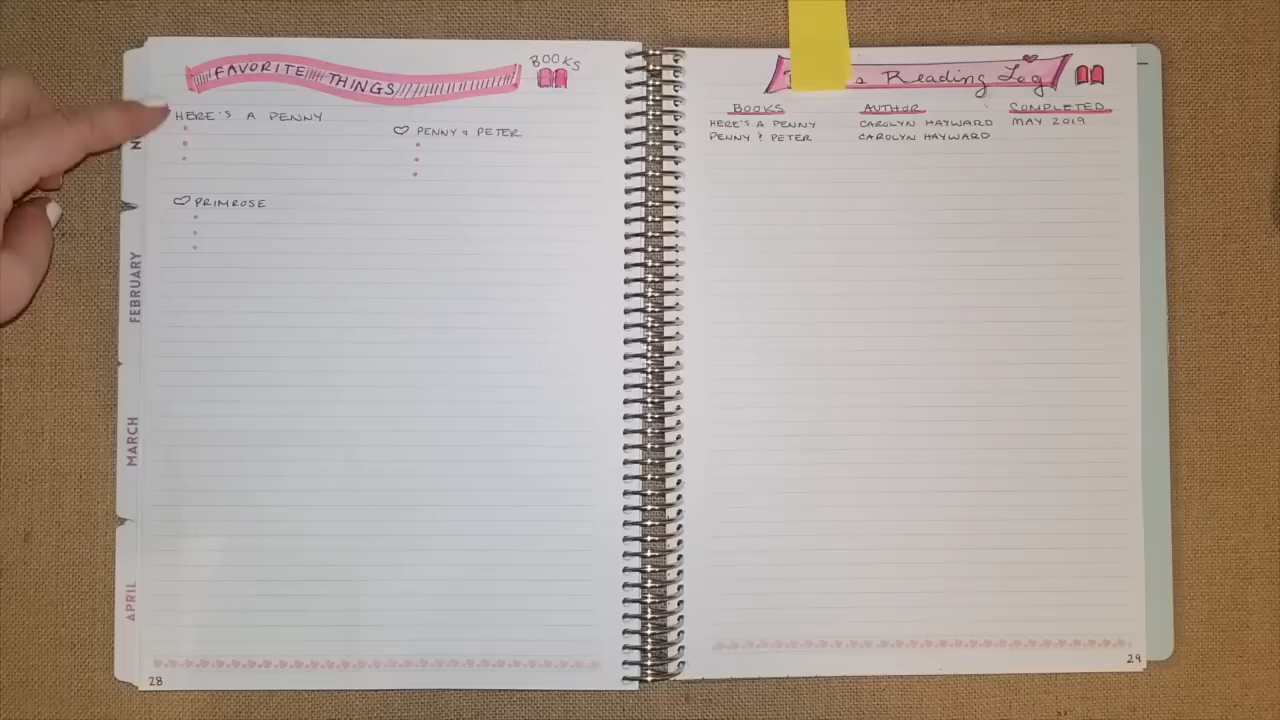 FAVORITE THINGS
BOOKS
HERE'S A PENNY
PENNY & PETER
PRIMROSE
28
FEBRUARY
MARCH
APRIL
s Reading Log
BOOKS AUTHOR COMPLETED
HERE'S A PENNY CAROLYN HAYWARD MAY 2019
PENNY & PETER CAROLYN HAYWARD
29